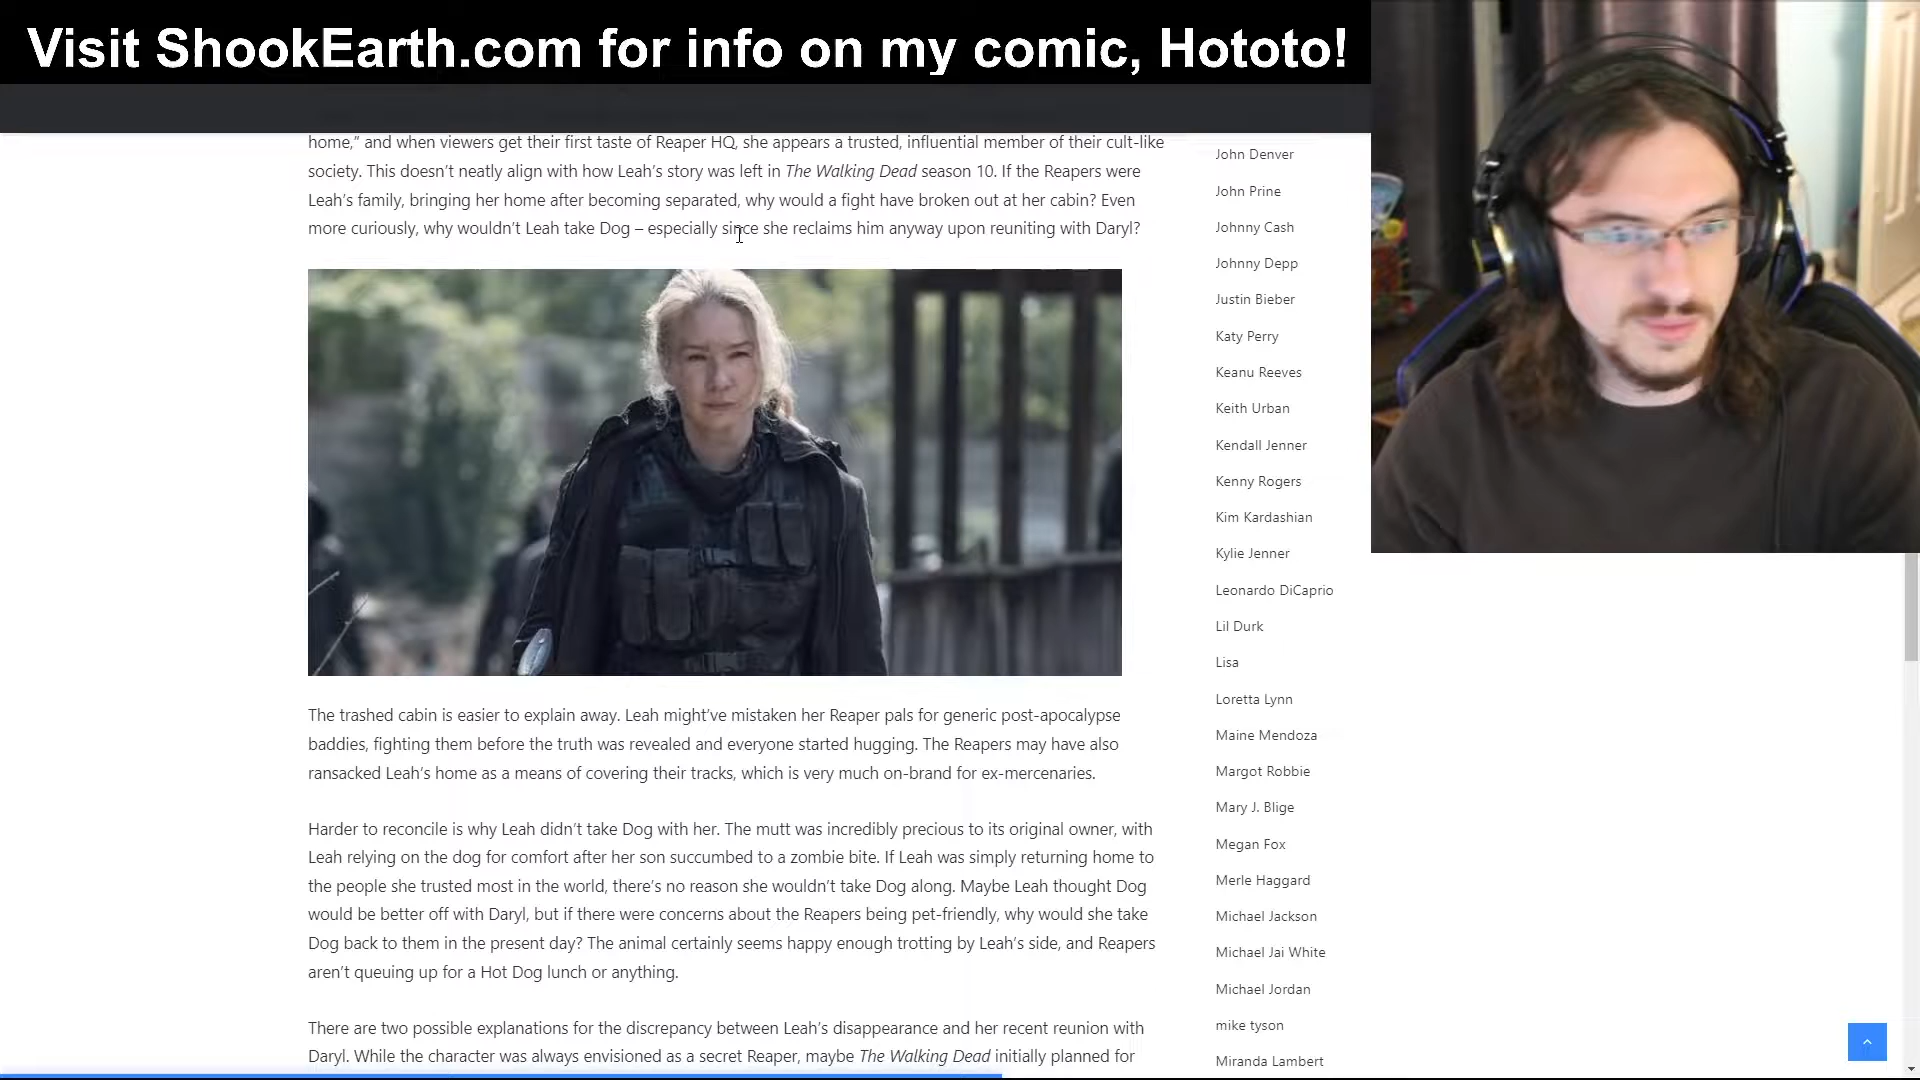 Visit ShookEarth.com for info on my comic, Hototo!
home,” and when viewers get their first taste of Reaper HQ, she appears a trusted, influential member of their cult-like
society. This doesn’t neatly align with how Leah’s story was left in The Walking Dead season 10. If the Reapers were
Leah’s family, bringing her home after becoming separated, why would a fight have broken out at her cabin? Even
more curiously, why wouldn’t Leah take Dog – especially since she reclaims him anyway upon reuniting with Daryl?
The trashed cabin is easier to explain away. Leah might’ve mistaken her Reaper pals for generic post-apocalypse
baddies, fighting them before the truth was revealed and everyone started hugging. The Reapers may have also
ransacked Leah’s home as a means of covering their tracks, which is very much on-brand for ex-mercenaries.
Harder to reconcile is why Leah didn’t take Dog with her. The mutt was incredibly precious to its original owner, with
Leah relying on the dog for comfort after her son succumbed to a zombie bite. If Leah was simply returning home to
the people she trusted most in the world, there’s no reason she wouldn’t take Dog along. Maybe Leah thought Dog
would be better off with Daryl, but if there were concerns about the Reapers being pet-friendly, why would she take
Dog back to them in the present day? The animal certainly seems happy enough trotting by Leah’s side, and Reapers
aren’t queuing up for a Hot Dog lunch or anything.
There are two possible explanations for the discrepancy between Leah’s disappearance and her recent reunion with
Daryl. While the character was always envisioned as a secret Reaper, maybe The Walking Dead initially planned for
John Denver
John Prine
Johnny Cash
Johnny Depp
Justin Bieber
Katy Perry
Keanu Reeves
Keith Urban
Kendall Jenner
Kenny Rogers
Kim Kardashian
Kylie Jenner
Leonardo DiCaprio
Lil Durk
Lisa
Loretta Lynn
Maine Mendoza
Margot Robbie
Mary J. Blige
Megan Fox
Merle Haggard
Michael Jackson
Michael Jai White
Michael Jordan
mike tyson
Miranda Lambert